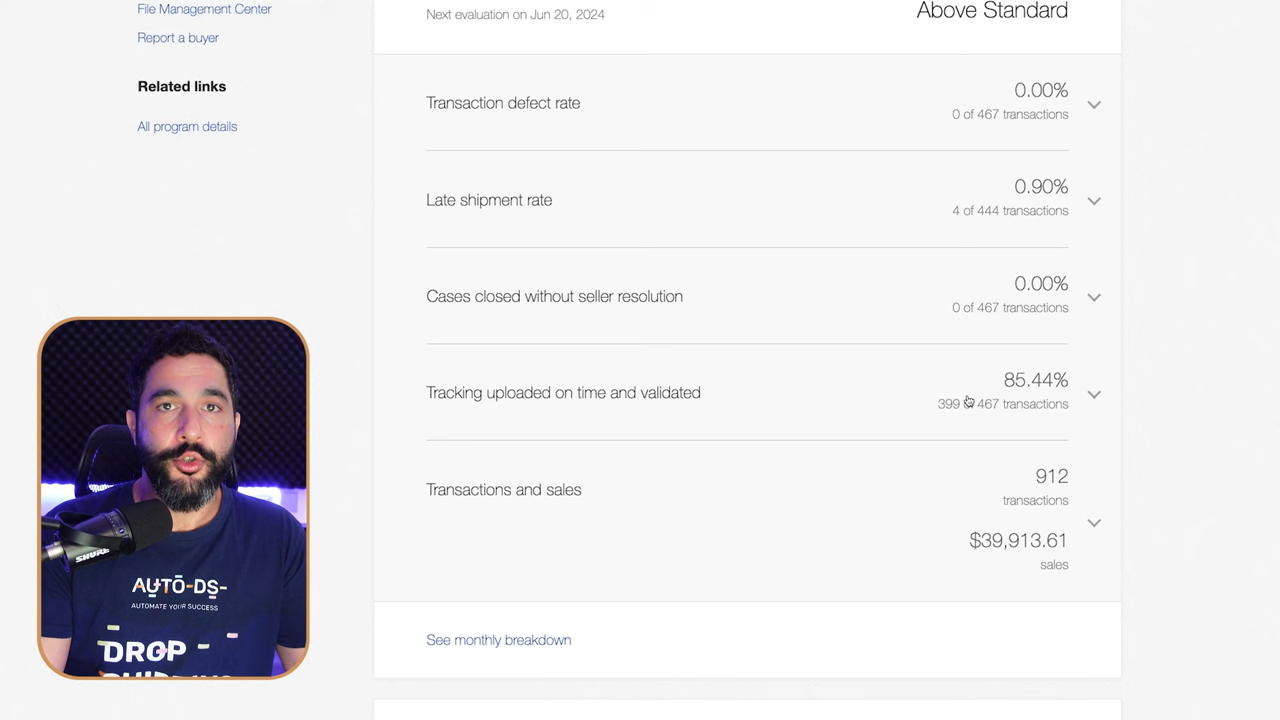 File Management Center
Report a buyer
Related links
All program details
Next evaluation on Jun 20, 2024
Above Standard
Transaction defect rate
0.00%
0 of 467 transactions
Late shipment rate
0.90%
4 of 444 transactions
Cases closed without seller resolution
0.00%
0 of 467 transactions
Tracking uploaded on time and validated
85.44%
399 467 transactions
Transactions and sales
912
transactions
$39,913.61
sales
See monthly breakdown
SHURE
AUTO-DS-
AUTOMATE YOUR SUCCESS
DROP